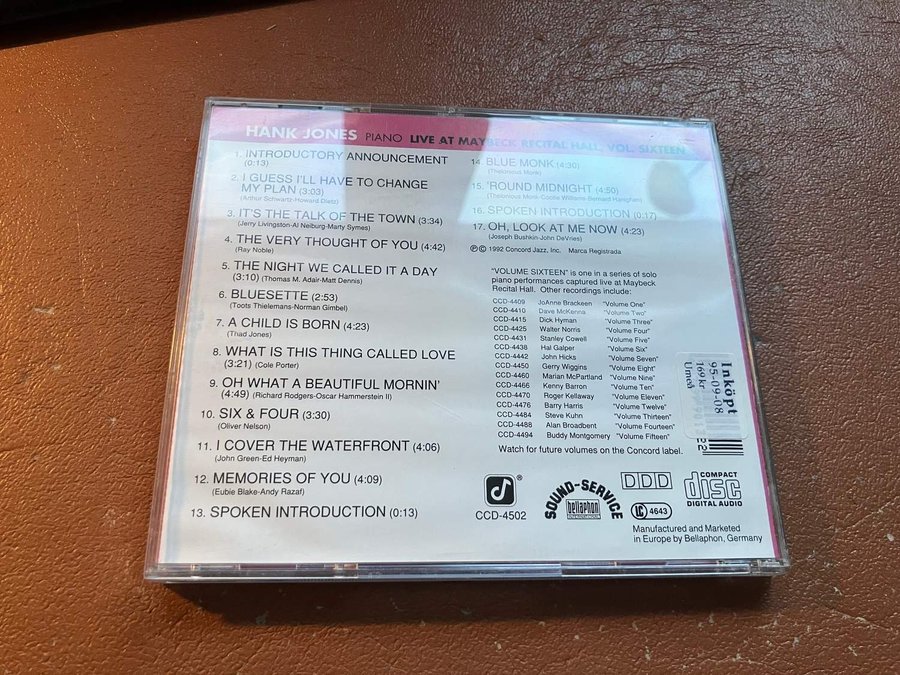 HANK JONES PIANO LIVE AT MAYBECK RECITAL HALL, VOL. SIXTEEN
1. INTRODUCTORY ANNOUNCEMENT
(0:13)
2. I GUESS I'LL HAVE TO CHANGE
MY PLAN (3:03)
(Arthur Schwartz-Howard Dietz)
3. IT'S THE TALK OF THE TOWN (3:34)
(Jerry Livingston-Al Neiburg-Marty Symes)
4. THE VERY THOUGHT OF YOU (4:42)
(Ray Noble)
5. THE NIGHT WE CALLED IT A DAY
(3:10) (Thomas M. Adair-Matt Dennis)
6. BLUESETTE (2:53)
(Toots Thielemans-Norman Gimbel)
7. A CHILD IS BORN (4:23)
(Thad Jones)
8. WHAT IS THIS THING CALLED LOVE
(3:21) (Cole Porter)
9. OH WHAT A BEAUTIFUL MORNIN'
(4:49) (Richard Rodgers-Oscar Hammerstein II)
10. SIX & FOUR (3:30)
(Oliver Nelson)
11. I COVER THE WATERFRONT (4:06)
(John Green-Ed Heyman)
12. MEMORIES OF YOU (4:09)
(Eubie Blake-Andy Razaf)
13. SPOKEN INTRODUCTION (0:13)
14. BLUE MONK (4:30)
(Thelonious Monk)
15. 'ROUND MIDNIGHT (4:50)
(Thelonious Monk-Cootie Williams-Bernard Hanighan)
16. SPOKEN INTRODUCTION (0:17)
17. OH, LOOK AT ME NOW (4:23)
(Joseph Bushkin-John DeVries)
℗© 1992 Concord Jazz, Inc. Marca Registrada
"VOLUME SIXTEEN" is one in a series of solo
piano performances captured live at Maybeck
Recital Hall. Other recordings include:
CCD-4409 JoAnne Brackeen "Volume One"
CCD-4410 Dave McKenna "Volume Two"
CCD-4415 Dick Hyman "Volume Three"
CCD-4425 Walter Norris "Volume Four"
CCD-4431 Stanley Cowell "Volume Five"
CCD-4438 Hal Galper "Volume Six"
CCD-4442 John Hicks "Volume Seven"
CCD-4450 Gerry Wiggins "Volume Eight"
CCD-4460 Marian McPartland "Volume Nine"
CCD-4466 Kenny Barron "Volume Ten"
CCD-4470 Roger Kellaway "Volume Eleven"
CCD-4476 Barry Harris "Volume Twelve"
CCD-4484 Steve Kuhn "Volume Thirteen"
CCD-4488 Alan Broadbent "Volume Fourteen"
CCD-4494 Buddy Montgomery "Volume Fifteen"
Watch for future volumes on the Concord label.
Inköpt
95-09-08
169 kr
Umeå
CCD-4502
SOUND-SERVICE
bellaphon
DDD
LC 4643
COMPACT
disc
DIGITAL AUDIO
Manufactured and Marketed
in Europe by Bellaphon, Germany